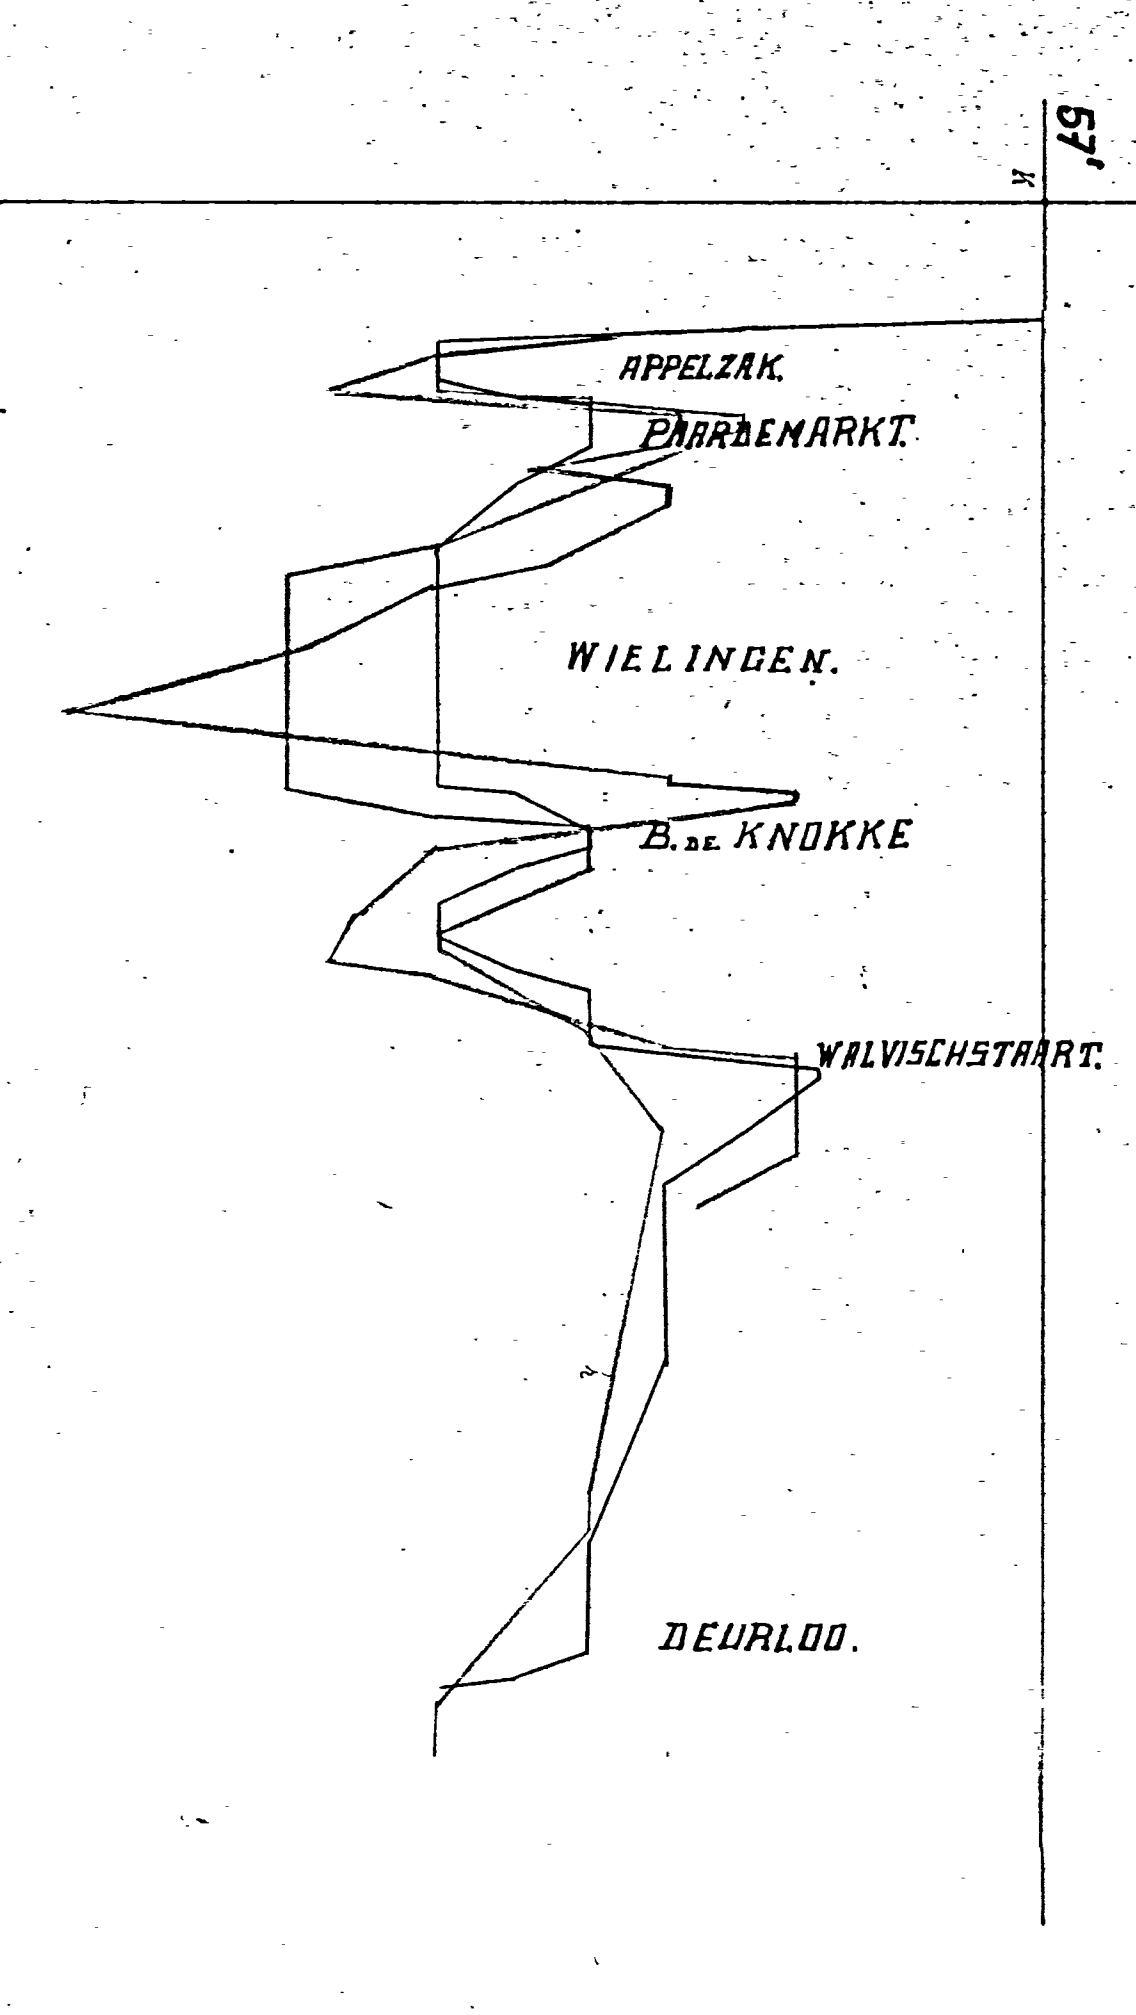 57'
K
APPELZAK.
PAARDEMARKT.
WIELINGEN.
B. DE KNOKKE
WALVISCHSTAART.
DEURLOO.